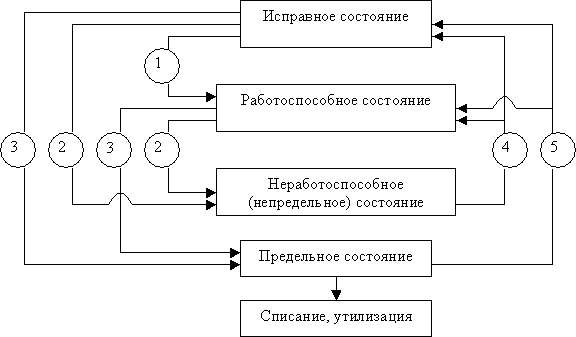 Исправное состояние
1
Работоспособное состояние
3
2
3
2
4
5
Неработоспособное
(непредельное) состояние
Предельное состояние
Списание, утилизация